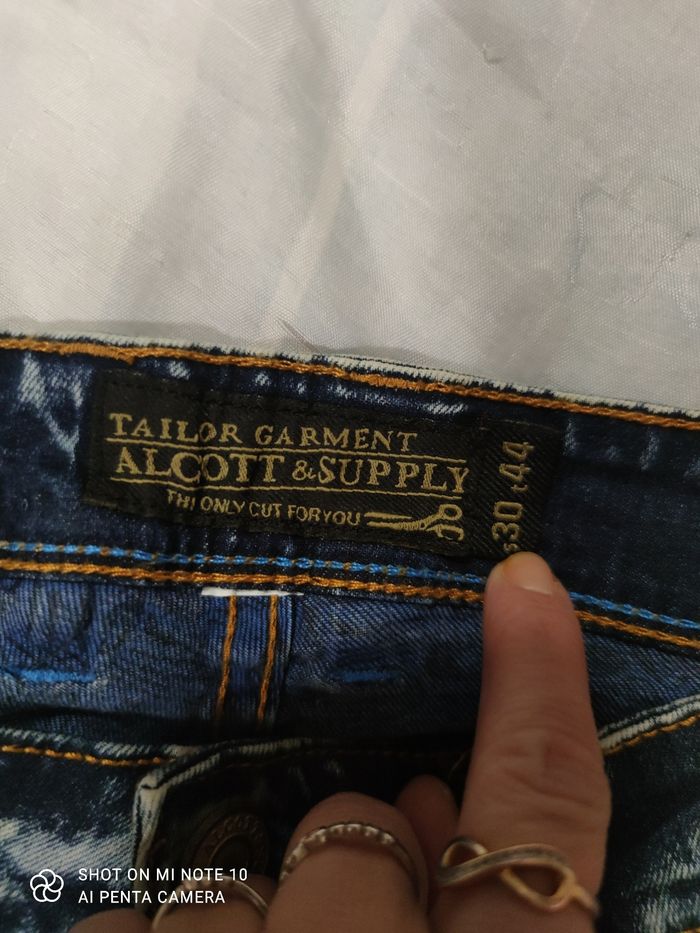 TAILOR GARMENT
ALCOTT & SUPPLY
THE ONLY CUT FOR YOU
30 44
SHOT ON MI NOTE 10
AI PENTA CAMERA